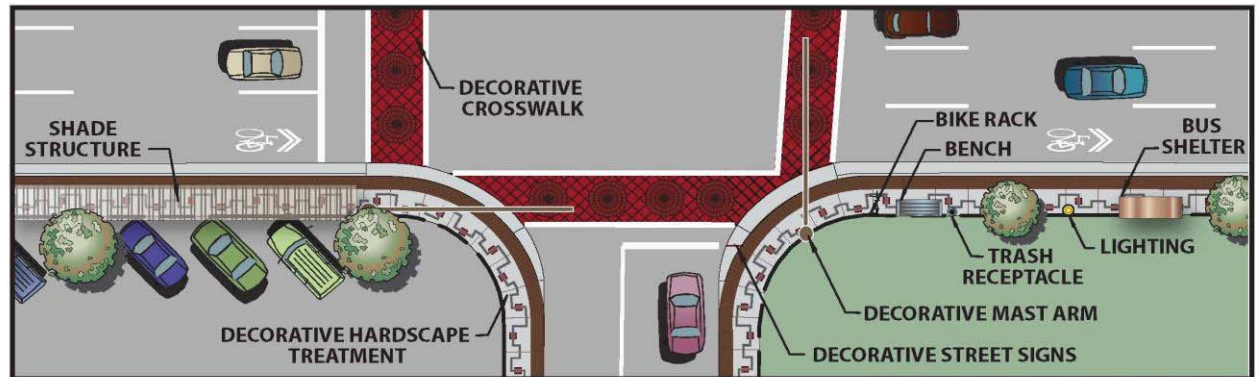 DECORATIVE
CROSSWALK
SHADE
STRUCTURE
BIKE RACK
BENCH
BUS
SHELTER
TRASH
RECEPTACLE
LIGHTING
DECORATIVE HARDSCAPE
TREATMENT
DECORATIVE MAST ARM
DECORATIVE STREET SIGNS